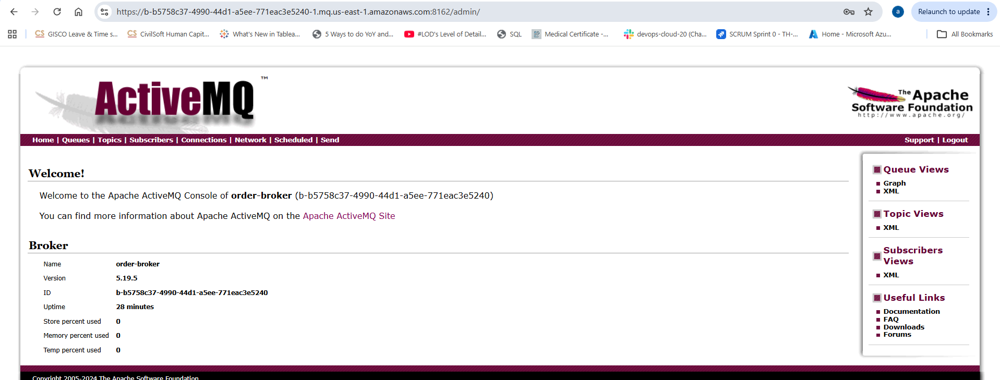 https://b-b5758c37-4990-44d1-a5ee-771eac3e5240-1.mq.us-east-1.amazonaws.com:8162/admin/
a
Relaunch to update
CS GISCO Leave & Time s...
CS CivilSoft Human Capit...
What's New in Tablea...
5 Ways to do YoY and...
#LOD's Level of Detail...
SQL
Medical Certificate -...
devops-cloud-20 (Cha...
SCRUM Sprint 0 - TH-...
Home - Microsoft Azu...
All Bookmarks
ActiveMQ ™
The Apache
Software Foundation
http://www.apache.org/
Home | Queues | Topics | Subscribers | Connections | Network | Scheduled | Send
Support | Logout
Welcome!
Welcome to the Apache ActiveMQ Console of order-broker (b-b5758c37-4990-44d1-a5ee-771eac3e5240)
You can find more information about Apache ActiveMQ on the Apache ActiveMQ Site
Broker
Name order-broker
Version 5.19.5
ID b-b5758c37-4990-44d1-a5ee-771eac3e5240
Uptime 28 minutes
Store percent used 0
Memory percent used 0
Temp percent used 0
Queue Views
Graph
XML
Topic Views
XML
Subscribers
Views
XML
Useful Links
Documentation
FAQ
Downloads
Forums
Copyright 2005-2024 The Apache Software Foundation